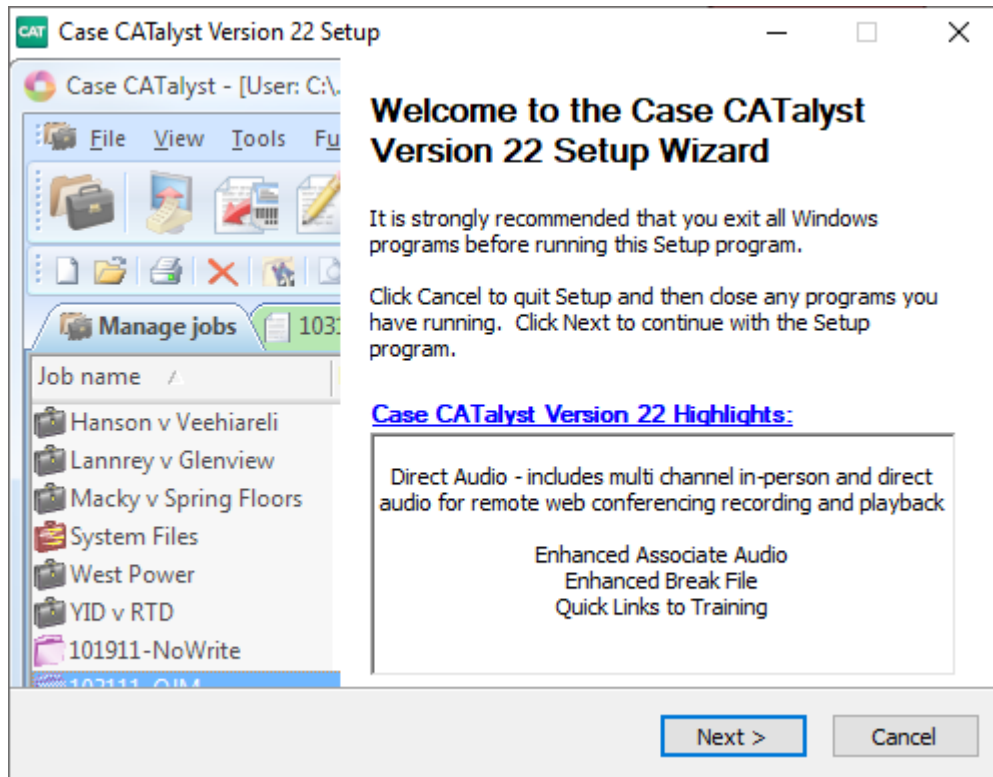 CAT Case CATalyst Version 22 Setup
Case CATalyst - [User: C:\.
File View Tools Fu
Manage jobs 103
Job name
Hanson v Veehiareli
Lannrey v Glenview
Macky v Spring Floors
System Files
West Power
YID v RTD
101911-NoWrite
Welcome to the Case CATalyst
Version 22 Setup Wizard
It is strongly recommended that you exit all Windows
programs before running this Setup program.
Click Cancel to quit Setup and then close any programs you
have running. Click Next to continue with the Setup
program.
Case CATalyst Version 22 Highlights:
Direct Audio - includes multi channel in-person and direct
audio for remote web conferencing recording and playback
Enhanced Associate Audio
Enhanced Break File
Quick Links to Training
Next >
Cancel